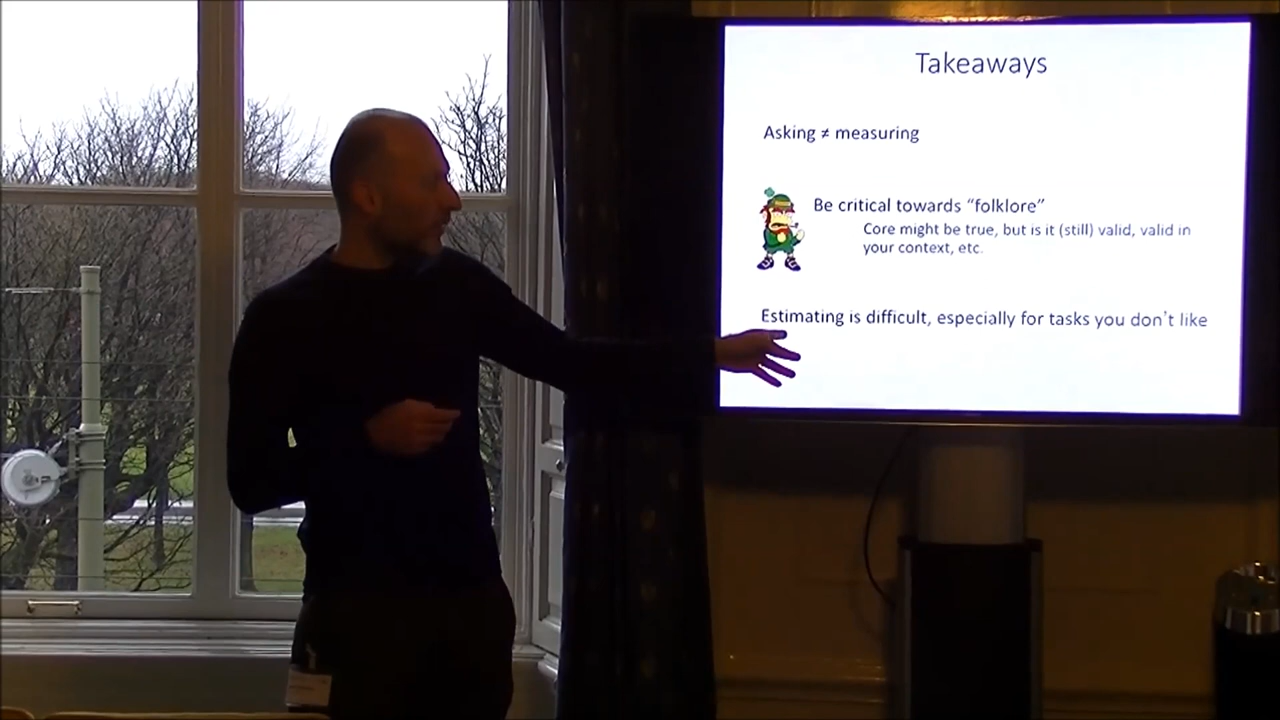 Takeaways
Asking ≠ measuring
Be critical towards “folklore”
Core might be true, but is it (still) valid, valid in
your context, etc.
Estimating is difficult, especially for tasks you don’t like